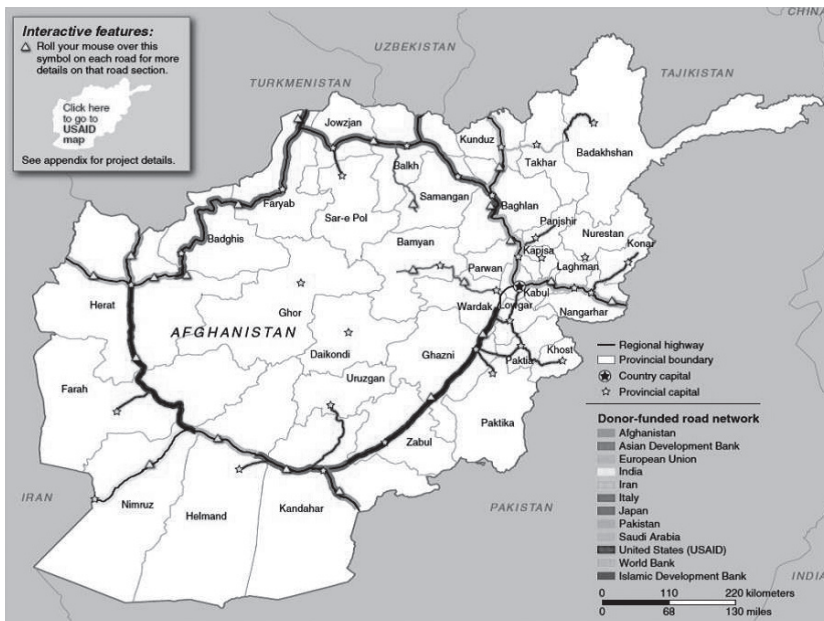 Interactive features:
Roll your mouse over this
symbol on each road for more
details on that road section.
Click here
to go to
USAID
map
See appendix for project details.
CHINA
UZBEKISTAN
TURKMENISTAN
TAJIKISTAN
Jowzjan
Kunduz
Balkh
Takhar
Badakhshan
Samangan
Faryab
Baghlan
Sar-e Pol
Panjshir
Badghis
Nurestan
Bamyan
Kapisa
Konar
Parwan
Laghman
Herat
Kabul
Wardak
Lowgar
Nangarhar
Ghor
AFGHANISTAN
Daikondi
Ghazni
Paktia
Khost
Farah
Uruzgan
Paktika
Zabul
IRAN
Nimruz
Helmand
Kandahar
PAKISTAN
INDIA
Regional highway
Provincial boundary
Country capital
Provincial capital
Donor-funded road network
Afghanistan
Asian Development Bank
European Union
India
Iran
Italy
Japan
Pakistan
Saudi Arabia
United States (USAID)
World Bank
Islamic Development Bank
0 110 220 kilometers
0 68 130 miles